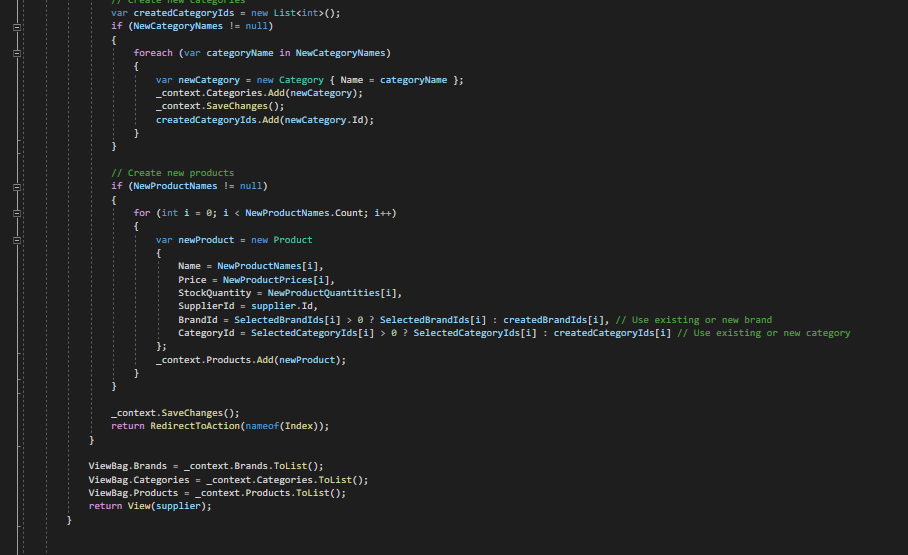 // Create new categories
var createdCategoryIds = new List<int>();
if (NewCategoryNames != null)
{
foreach (var categoryName in NewCategoryNames)
{
var newCategory = new Category { Name = categoryName };
_context.Categories.Add(newCategory);
_context.SaveChanges();
createdCategoryIds.Add(newCategory.Id);
}
}
// Create new products
if (NewProductNames != null)
{
for (int i = 0; i < NewProductNames.Count; i++)
{
var newProduct = new Product
{
Name = NewProductNames[i],
Price = NewProductPrices[i],
StockQuantity = NewProductQuantities[i],
SupplierId = supplier.Id,
BrandId = SelectedBrandIds[i] > 0 ? SelectedBrandIds[i] : createdBrandIds[i], // Use existing or new brand
CategoryId = SelectedCategoryIds[i] > 0 ? SelectedCategoryIds[i] : createdCategoryIds[i] // Use existing or new category
};
_context.Products.Add(newProduct);
}
}
_context.SaveChanges();
return RedirectToAction(nameof(Index));
}
ViewBag.Brands = _context.Brands.ToList();
ViewBag.Categories = _context.Categories.ToList();
ViewBag.Products = _context.Products.ToList();
return View(supplier);
}